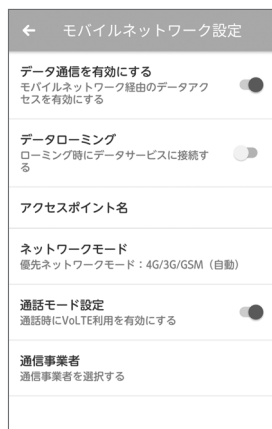 モバイルネットワーク設定
データ通信を有効にする
モバイルネットワーク経由のデータアク
セスを有効にする
データローミング
ローミング時にデータサービスに接続す
る
アクセスポイント名
ネットワークモード
優先ネットワークモード：4G/3G/GSM（自動）
通話モード設定
通話時にVoLTE利用を有効にする
通信事業者
通信事業者を選択する